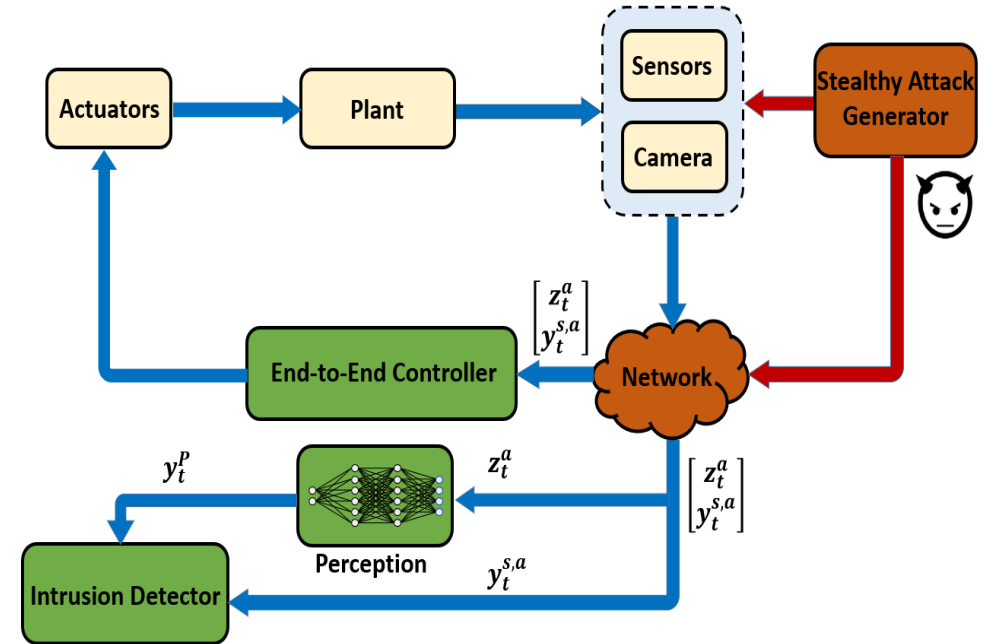 Actuators
Plant
Sensors
Camera
Stealthy Attack
Generator
z_t^a
y_t^{s,a}
End-to-End Controller
Network
y_t^P
z_t^a
z_t^a
y_t^{s,a}
Perception
y_t^{s,a}
Intrusion Detector